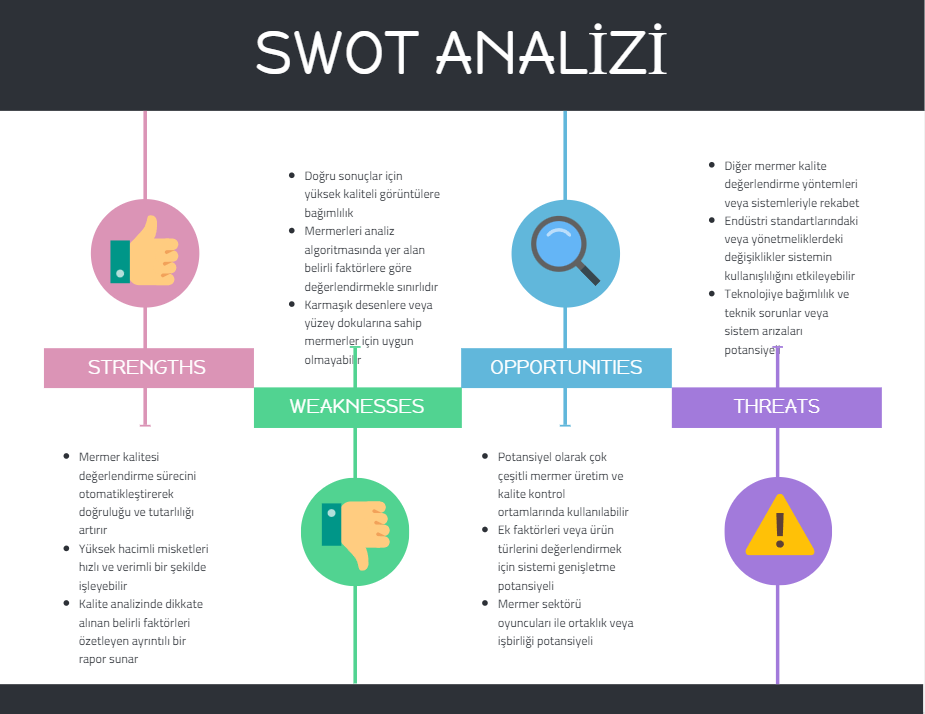 SWOT ANALİZİ
STRENGTHS
Mermer kalitesi
değerlendirme sürecini
otomatikleştirerek
doğruluğu ve tutarlılığı
artırır
Yüksek hacimli misketleri
hızlı ve verimli bir şekilde
işleyebilir
Kalite analizinde dikkate
alınan belirli faktörleri
özetleyen ayrıntılı bir
rapor sunar
Doğru sonuçlar için
yüksek kaliteli görüntülere
bağımlılık
Mermerleri analiz
algoritmasında yer alan
belirli faktörlere göre
değerlendirmekle sınırlıdır
Karmaşık desenlere veya
yüzey dokularına sahip
mermerler için uygun
olmayabilir
WEAKNESSES
OPPORTUNITIES
Potansiyel olarak çok
çeşitli mermer üretim ve
kalite kontrol
ortamlarında kullanılabilir
Ek faktörleri veya ürün
türlerini değerlendirmek
için sistemi genişletme
potansiyeli
Mermer sektörü
oyuncuları ile ortaklık veya
işbirliği potansiyeli
Diğer mermer kalite
değerlendirme yöntemleri
veya sistemleriyle rekabet
Endüstri standartlarındaki
veya yönetmeliklerdeki
değişiklikler sistemin
kullanışlılığını etkileyebilir
Teknolojiye bağımlılık ve
teknik sorunlar veya
sistem arızaları
THREATS